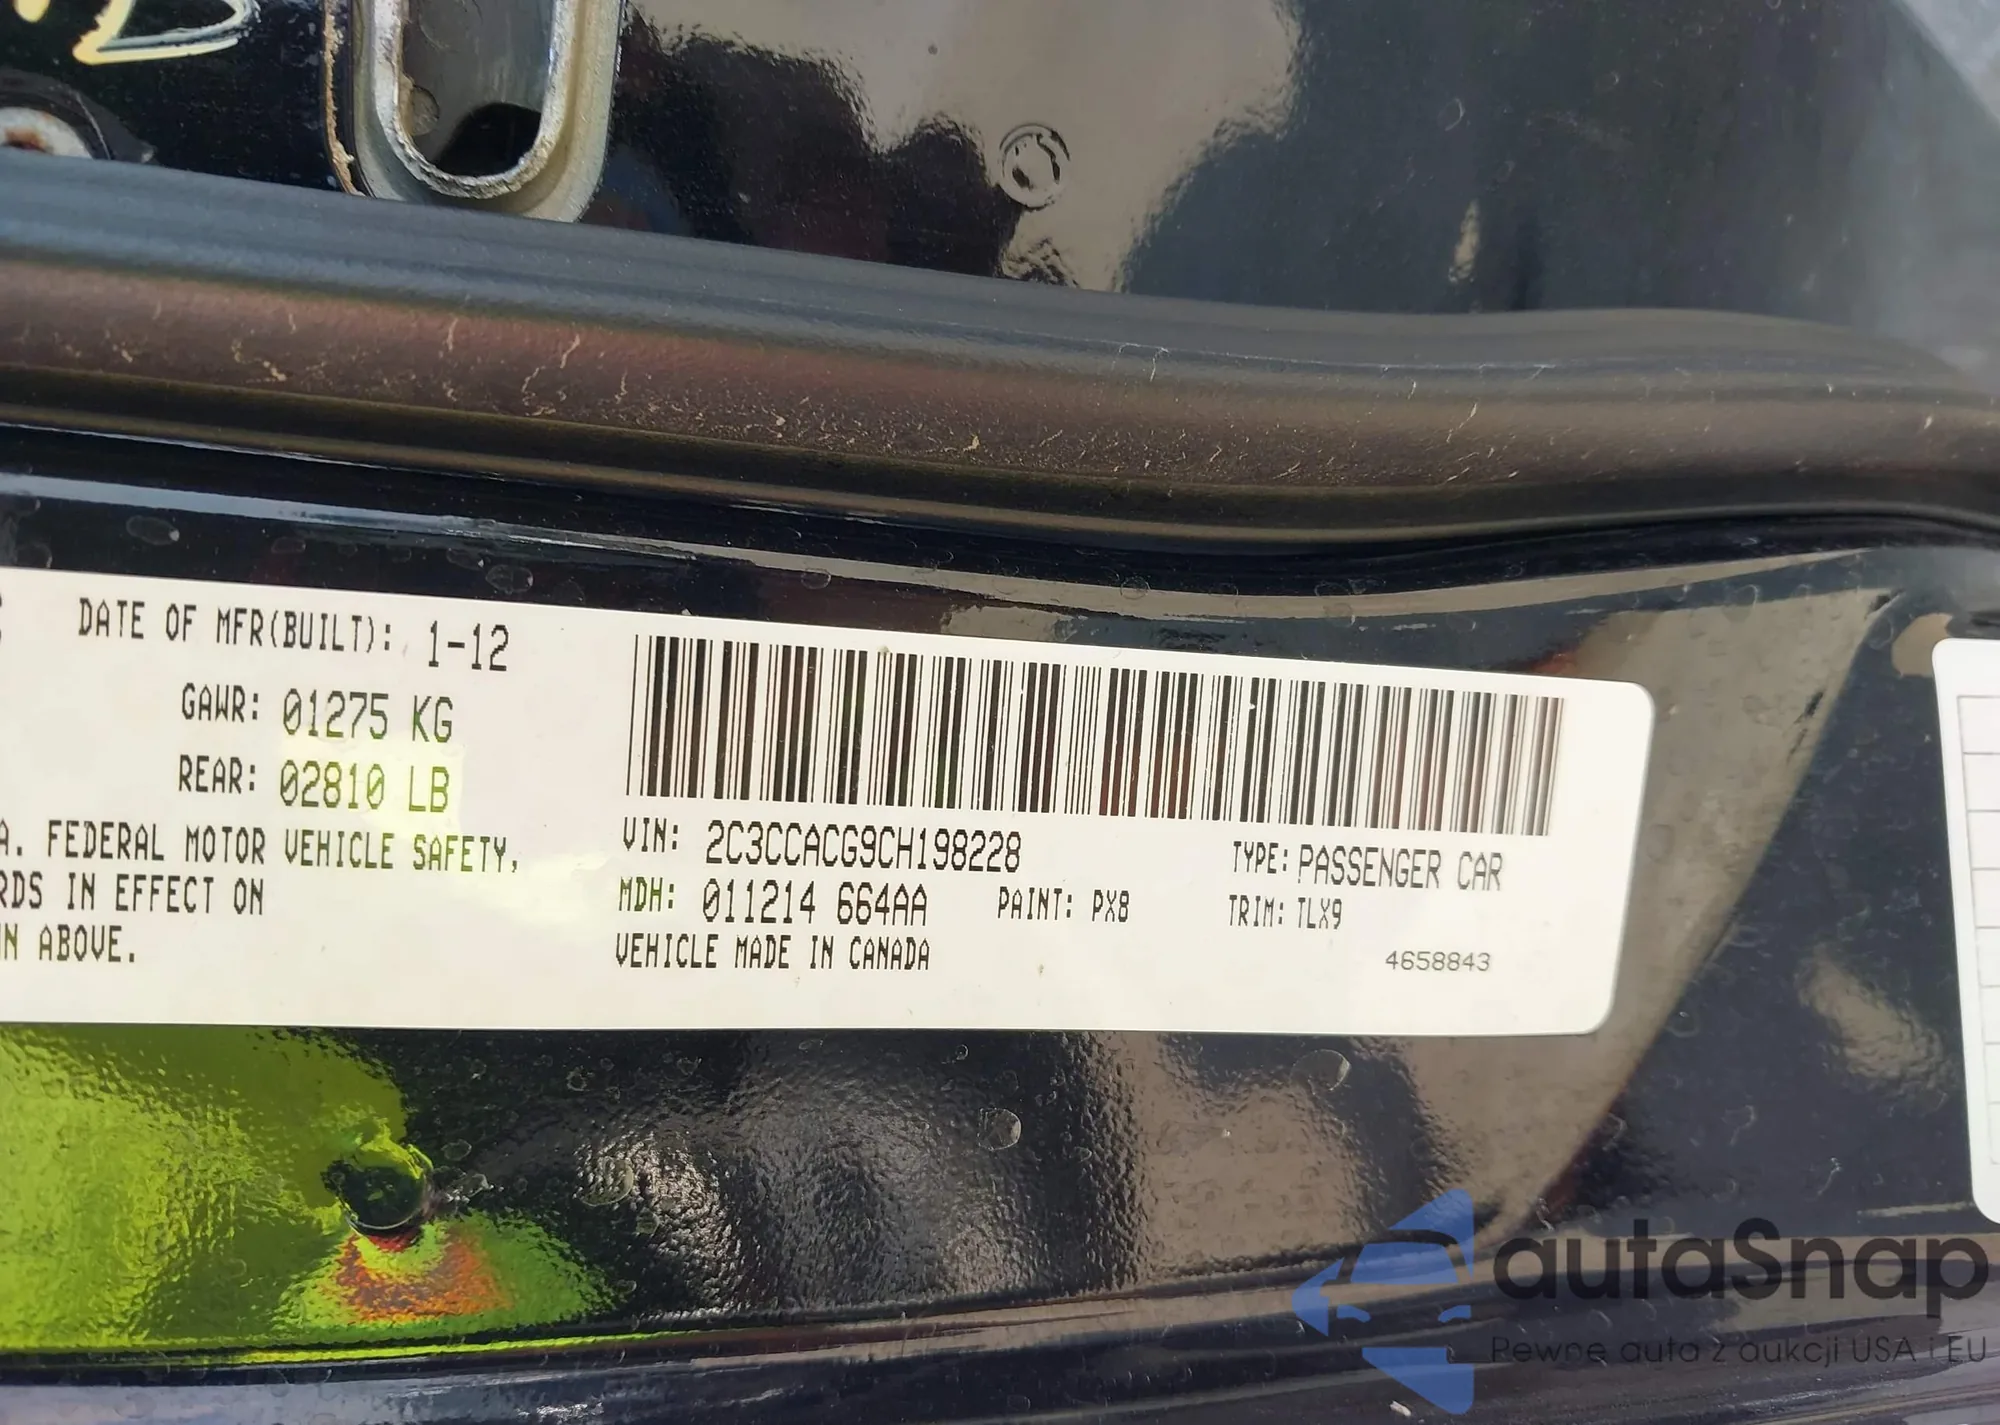 DATE OF MFR(BUILT): 1-12
GAWR: 01275 KG
REAR: 02810 LB
A. FEDERAL MOTOR VEHICLE SAFETY,
RDS IN EFFECT ON
N ABOVE.
VIN: 2C3CCACG9CH198228
TYPE: PASSENGER CAR
MDH: 011214 664AA
PAINT: PX8
TRIM: TLX9
VEHICLE MADE IN CANADA
4658843
autaSnap
Pewne auta z aukcji USA i EU